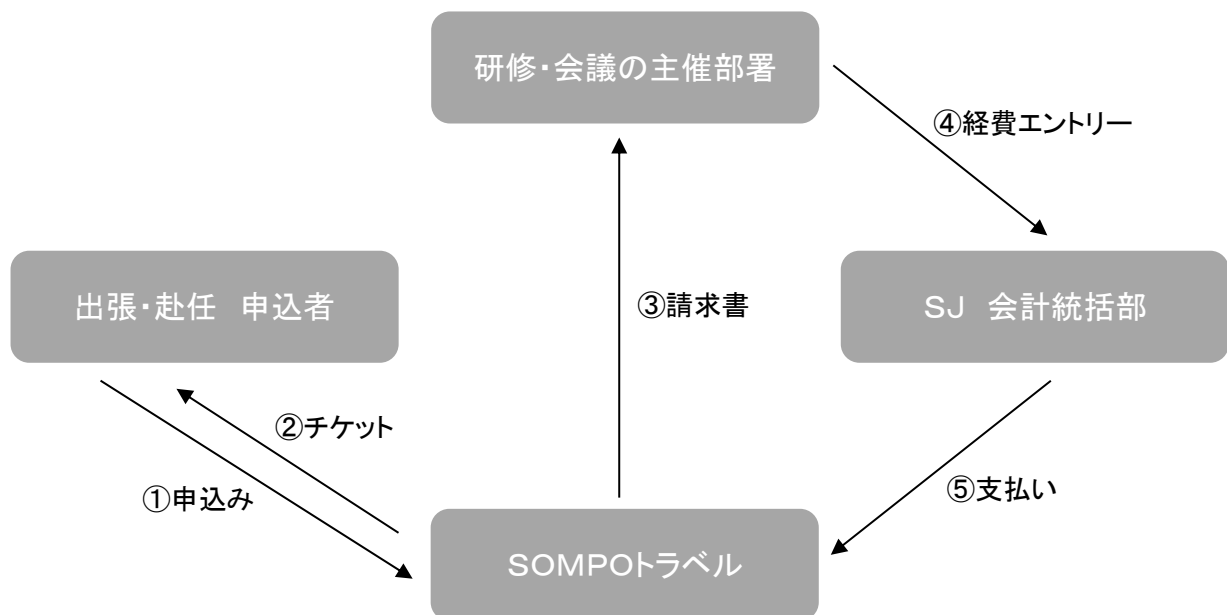 研修・会議の主催部署
④経費エントリー
出張・赴任　申込者
③請求書
ＳＪ　会計統括部
②チケット
①申込み
⑤支払い
ＳＯＭＰＯトラベル